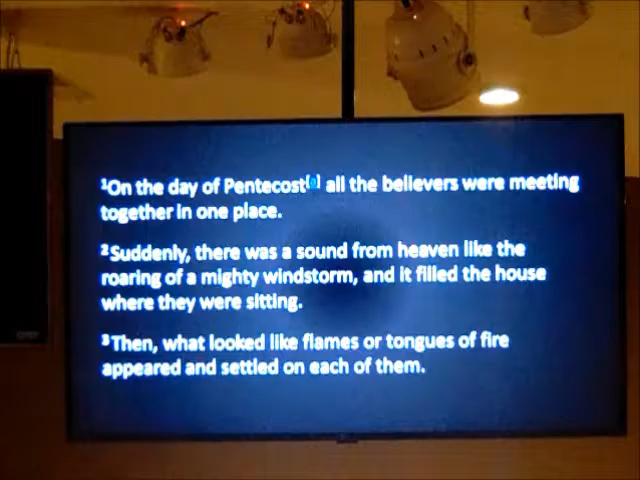 ¹On the day of Pentecost[a] all the believers were meeting
together in one place.
²Suddenly, there was a sound from heaven like the
roaring of a mighty windstorm, and it filled the house
where they were sitting.
³Then, what looked like flames or tongues of fire
appeared and settled on each of them.